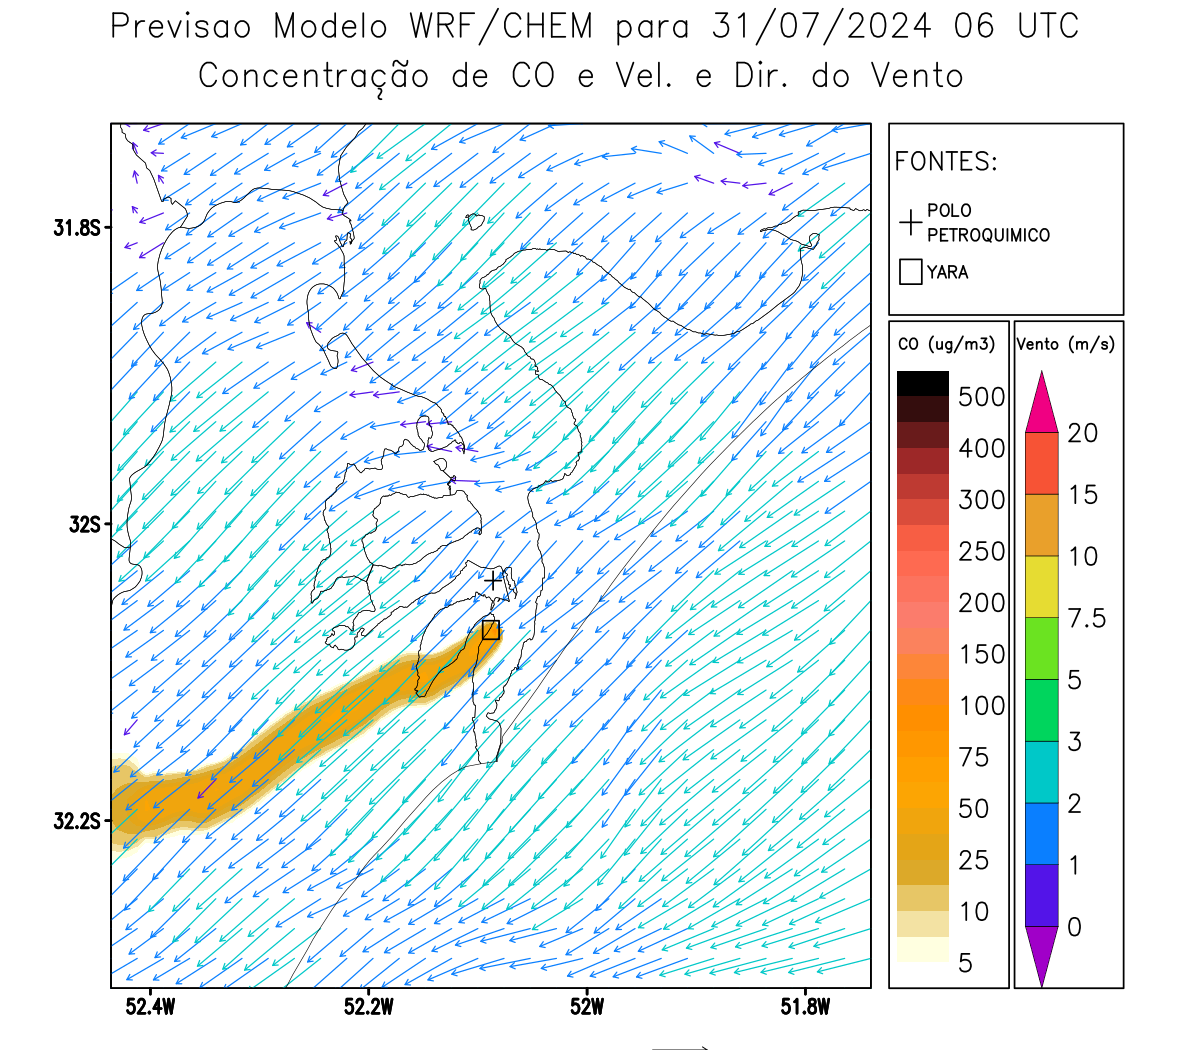 Previsao Modelo WRF/CHEM para 31/07/2024 06 UTC
Concentração de CO e Vel. e Dir. do Vento
FONTES:
POLO
PETROQUIMICO
YARA
CO (ug/m3)
500
400
300
250
200
150
100
75
50
25
10
5
Vento (m/s)
20
15
10
7.5
5
3
2
1
0
31.8S
32S
32.2S
52.4W
52.2W
52W
51.8W